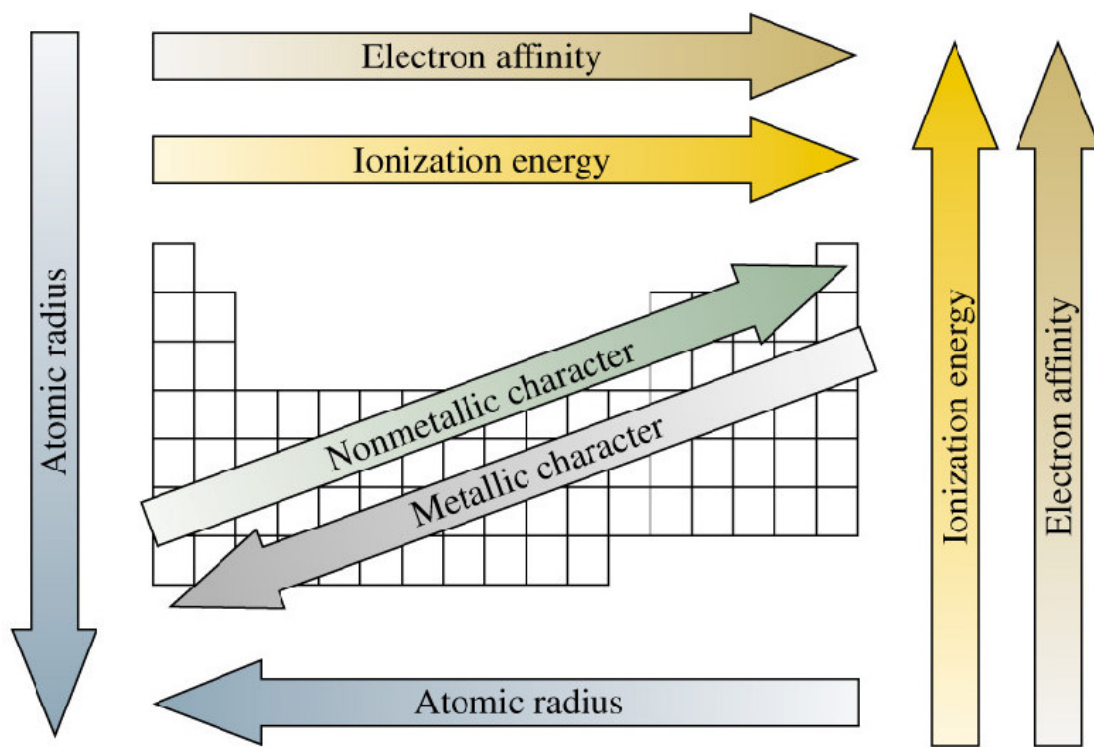 Electron affinity
Ionization energy
Atomic radius
Nonmetallic character
Metallic character
Ionization energy
Electron affinity
Atomic radius